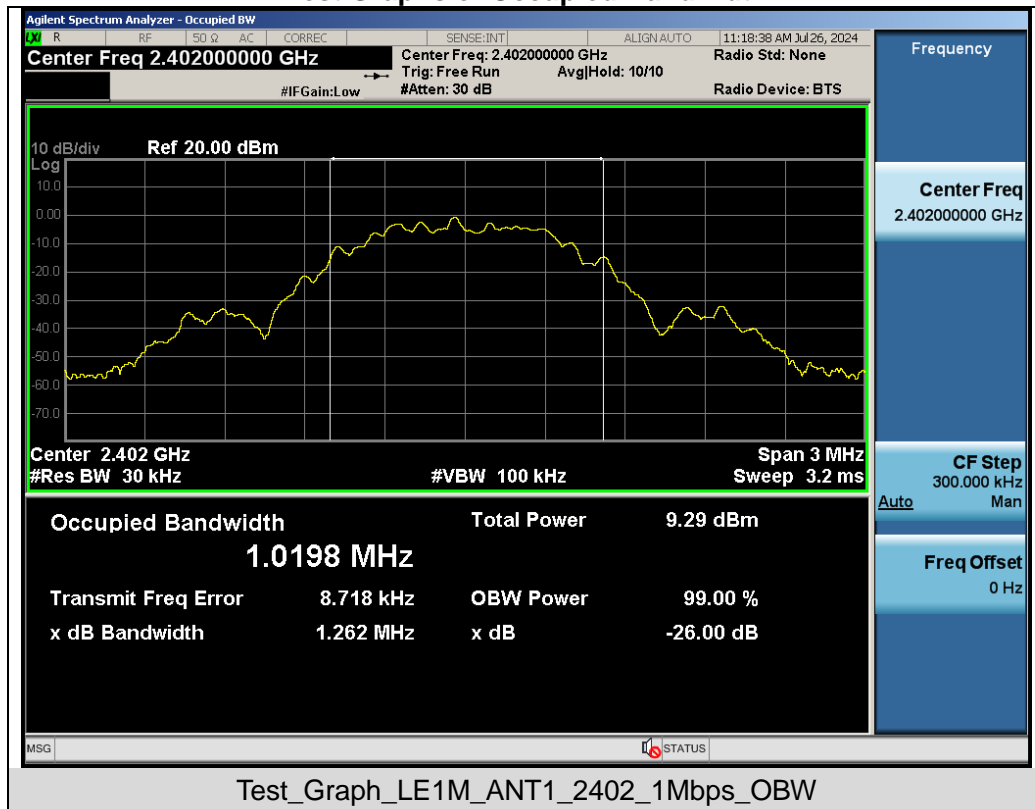 Agilent Spectrum Analyzer - Occupied BW
LXI R RF 50 Ω AC CORREC SENSE:INT ALIGN AUTO 11:18:38 AM Jul 26, 2024
Center Freq 2.402000000 GHz
Center Freq: 2.402000000 GHz
Radio Std: None
Trig: Free Run Avg|Hold: 10/10
#IFGain:Low #Atten: 30 dB
Radio Device: BTS
Frequency
10 dB/div Ref 20.00 dBm
Log
10.0
0.00
-10.0
-20.0
-30.0
-40.0
-50.0
-60.0
-70.0
Center Freq
2.402000000 GHz
Center 2.402 GHz Span 3 MHz
#Res BW 30 kHz #VBW 100 kHz Sweep 3.2 ms
CF Step
300.000 kHz
Auto Man
Occupied Bandwidth Total Power 9.29 dBm
1.0198 MHz
Freq Offset
0 Hz
Transmit Freq Error 8.718 kHz OBW Power 99.00 %
x dB Bandwidth 1.262 MHz x dB -26.00 dB
MSG STATUS
Test_Graph_LE1M_ANT1_2402_1Mbps_OBW